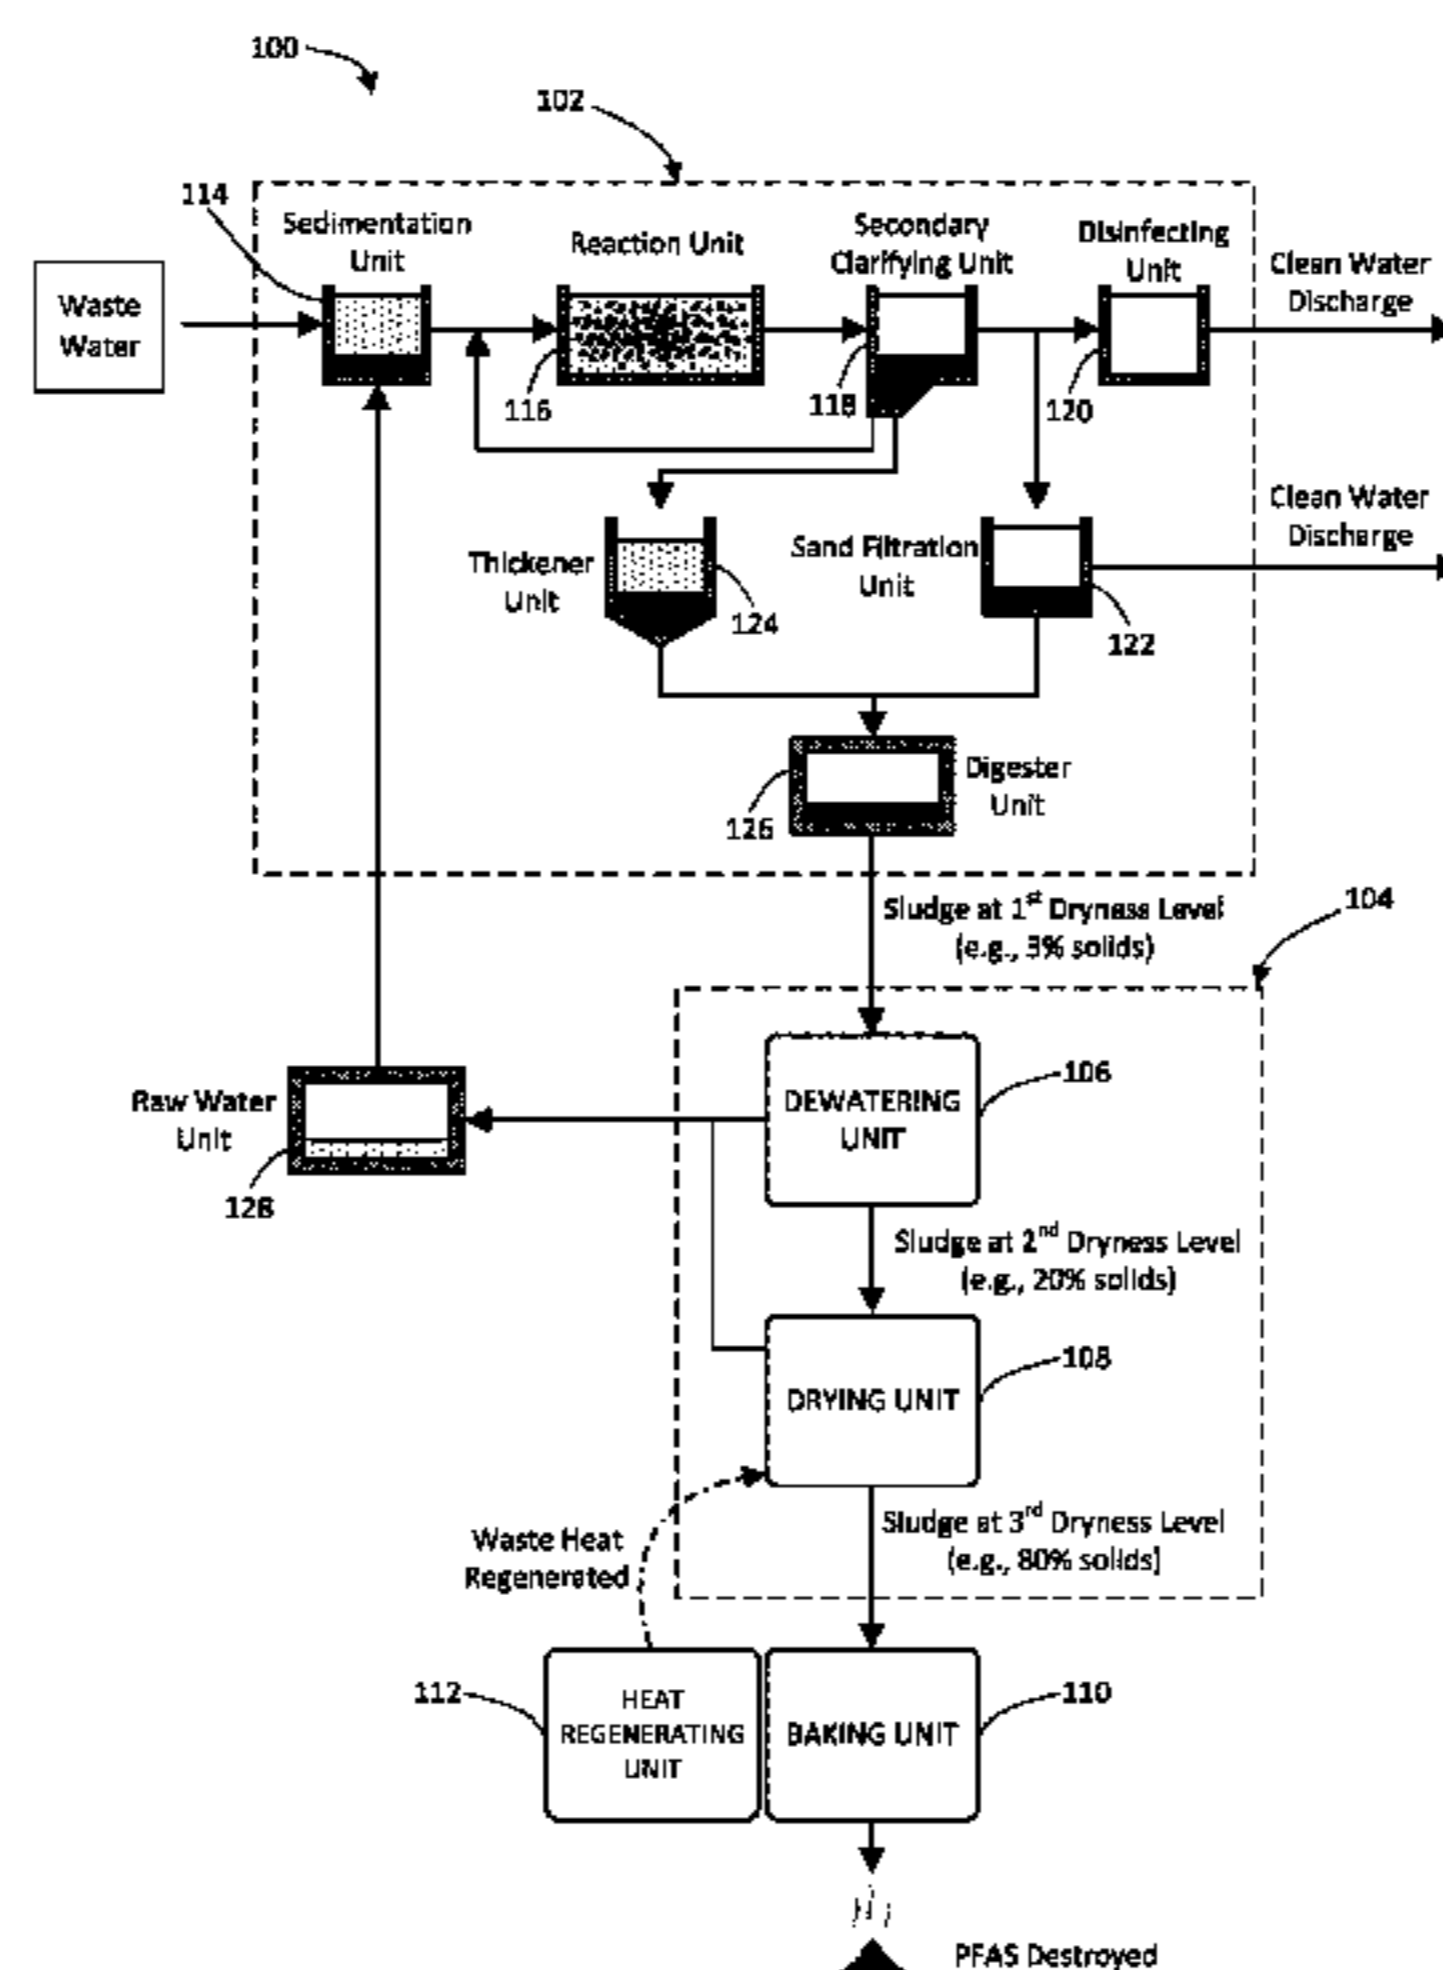 100
102
114
Sedimentation
Unit
Reaction Unit
Secondary
Clarifying Unit
Disinfecting
Unit
Clean Water
Discharge
Waste
Water
116
118
120
Clean Water
Discharge
Thickener
Unit
124
Sand Filtration
Unit
122
Digester
Unit
126
Sludge at 1st Dryness Level
(e.g., 3% solids)
104
Raw Water
Unit
128
DEWATERING
UNIT
106
Sludge at 2nd Dryness Level
(e.g., 20% solids)
DRYING UNIT
108
Waste Heat
Regenerated
Sludge at 3rd Dryness Level
(e.g., 80% solids)
112
HEAT
REGENERATING
UNIT
BAKING UNIT
110
PFAS Destroyed